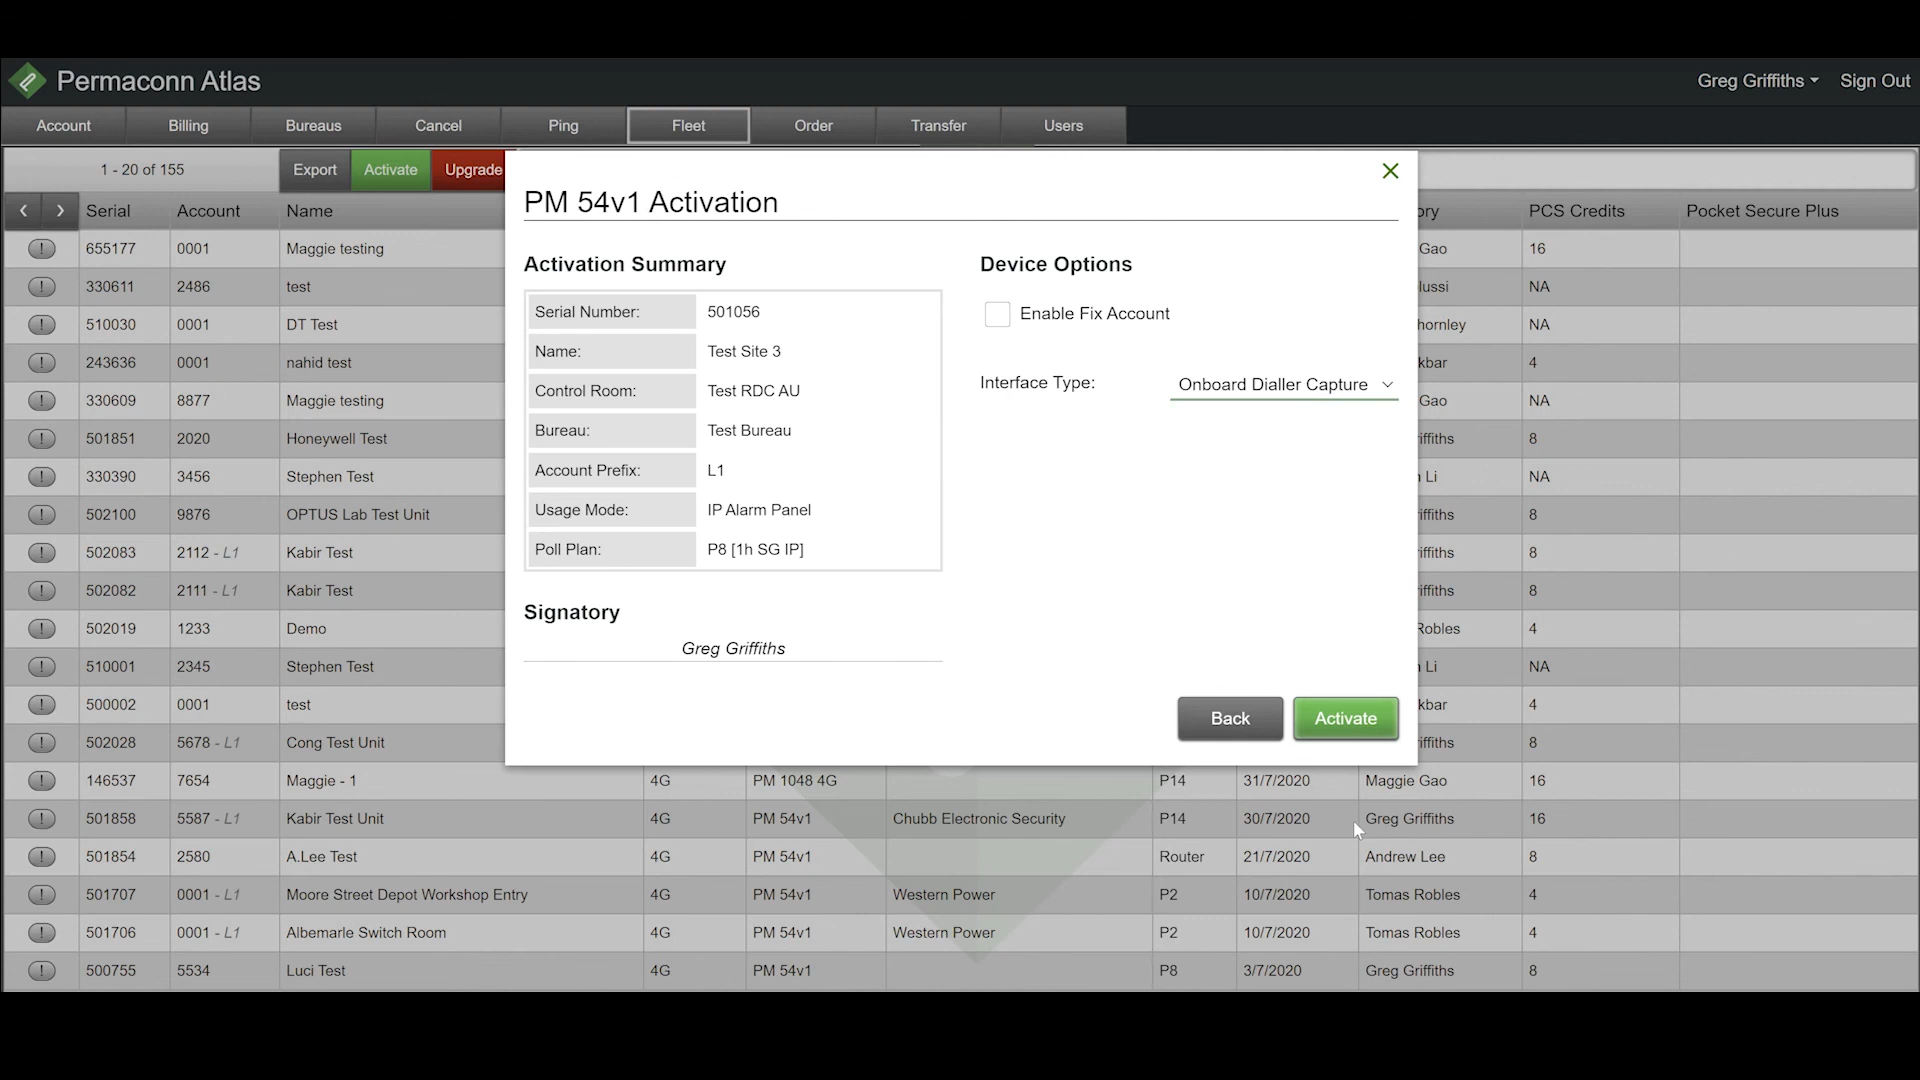 Permaconn Atlas
Greg Griffiths
Sign Out
Account Billing Bureaus Cancel Ping Fleet Order Transfer Users
1 - 20 of 155 Export Activate Upgrade
Serial Account Name PCS Credits Pocket Secure Plus
655177 0001 Maggie testing Gao 16
330611 2486 test NA
510030 0001 DT Test NA
243636 0001 nahid test 4
330609 8877 Maggie testing Gao NA
501851 2020 Honeywell Test 8
330390 3456 Stephen Test Li NA
502100 9876 OPTUS Lab Test Unit 8
502083 2112 - L1 Kabir Test 8
502082 2111 - L1 Kabir Test 8
502019 1233 Demo Robles 4
510001 2345 Stephen Test Li NA
500002 0001 test 4
502028 5678 - L1 Cong Test Unit 8
146537 7654 Maggie - 1 4G PM 1048 4G P14 31/7/2020 Maggie Gao 16
501858 5587 - L1 Kabir Test Unit 4G PM 54v1 Chubb Electronic Security P14 30/7/2020 Greg Griffiths 16
501854 2580 A.Lee Test 4G PM 54v1 Router 21/7/2020 Andrew Lee 8
501707 0001 - L1 Moore Street Depot Workshop Entry 4G PM 54v1 Western Power P2 10/7/2020 Tomas Robles 4
501706 0001 - L1 Albemarle Switch Room 4G PM 54v1 Western Power P2 10/7/2020 Tomas Robles 4
500755 5534 Luci Test 4G PM 54v1 P8 3/7/2020 Greg Griffiths 8
PM 54v1 Activation
Activation Summary
Serial Number: 501056
Name: Test Site 3
Control Room: Test RDC AU
Bureau: Test Bureau
Account Prefix: L1
Usage Mode: IP Alarm Panel
Poll Plan: P8 [1h SG IP]
Signatory
Greg Griffiths
Device Options
Enable Fix Account
Interface Type: Onboard Dialler Capture
Back Activate